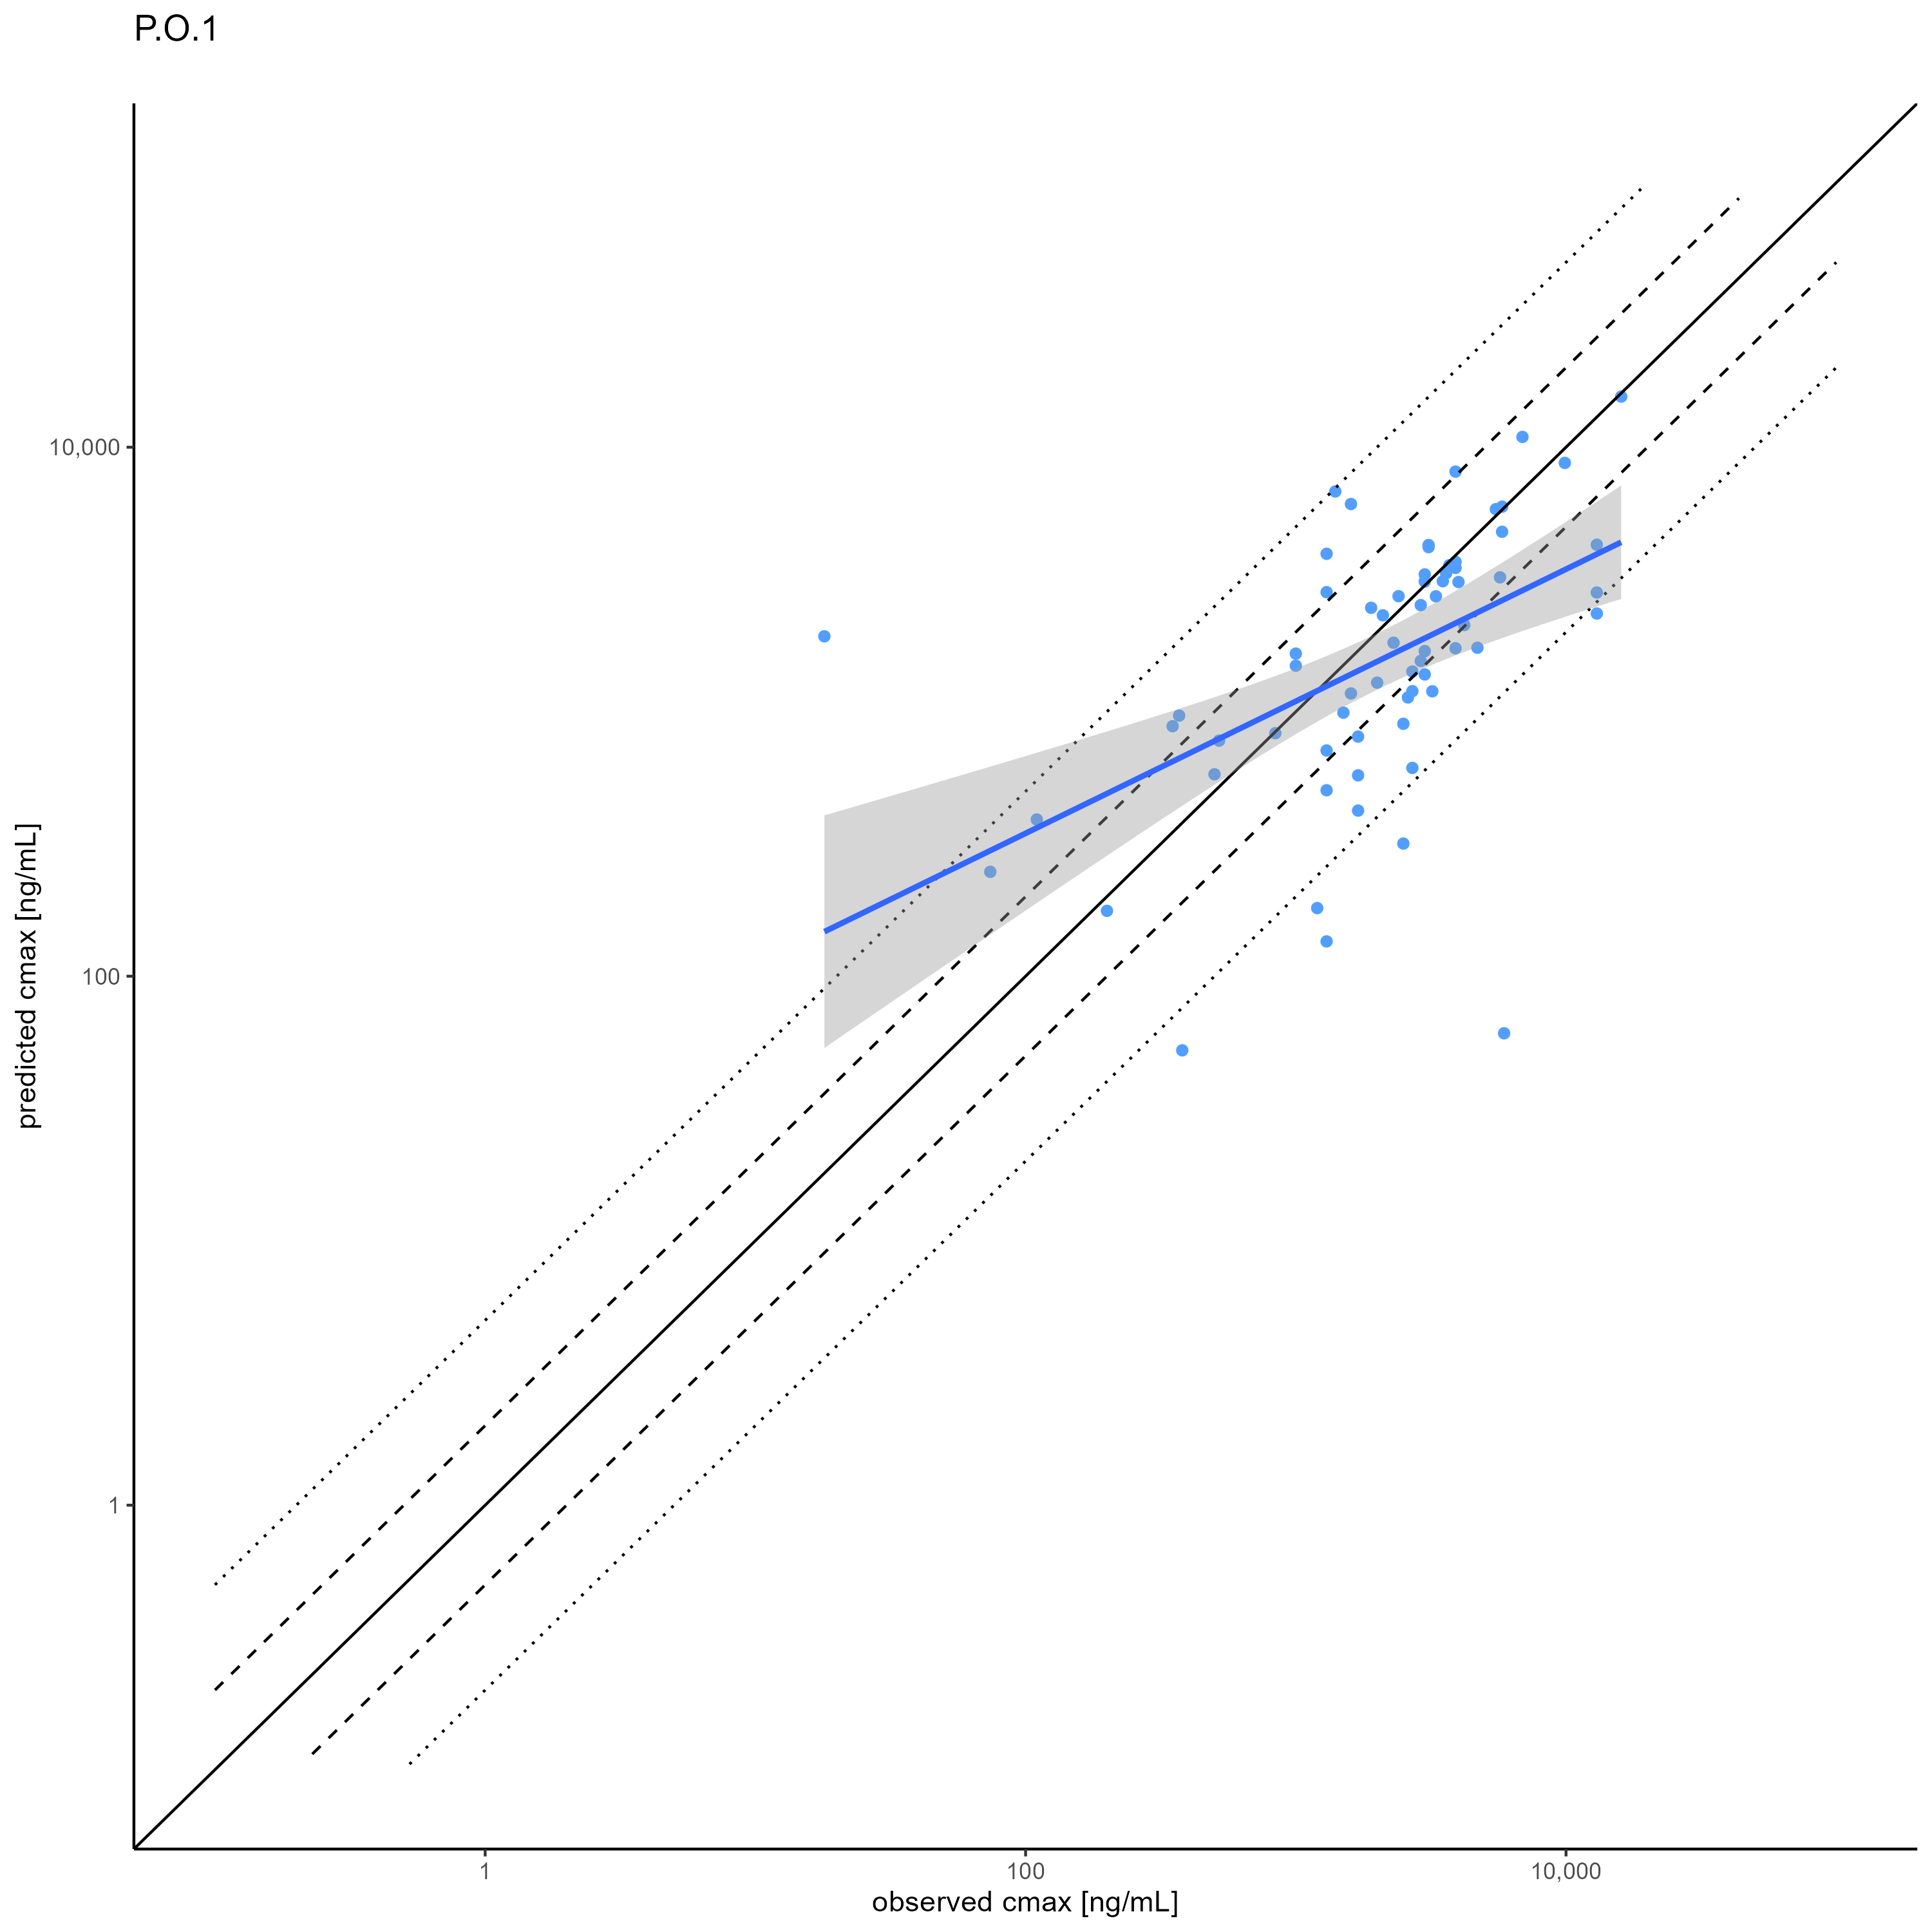 P.O.1
10,000
100
1
predicted cmax [ng/mL]
1
100
10,000
observed cmax [ng/mL]